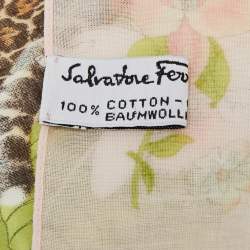 Salvatore Fer
100% COTTON -
BAUMWOLL